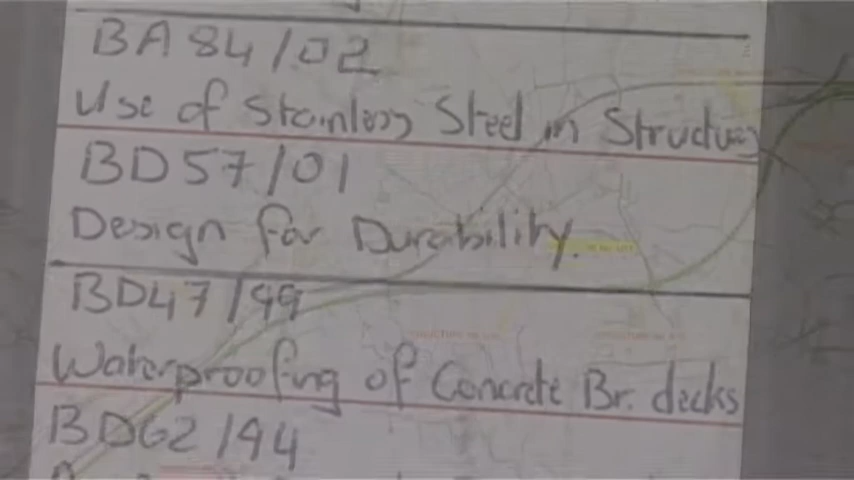 BA 84/02
Use of Stainless Steel in Structures
BD 57/01
Design for Durability.
BD47/99
Waterproofing of Concrete Br. decks
BD62/94